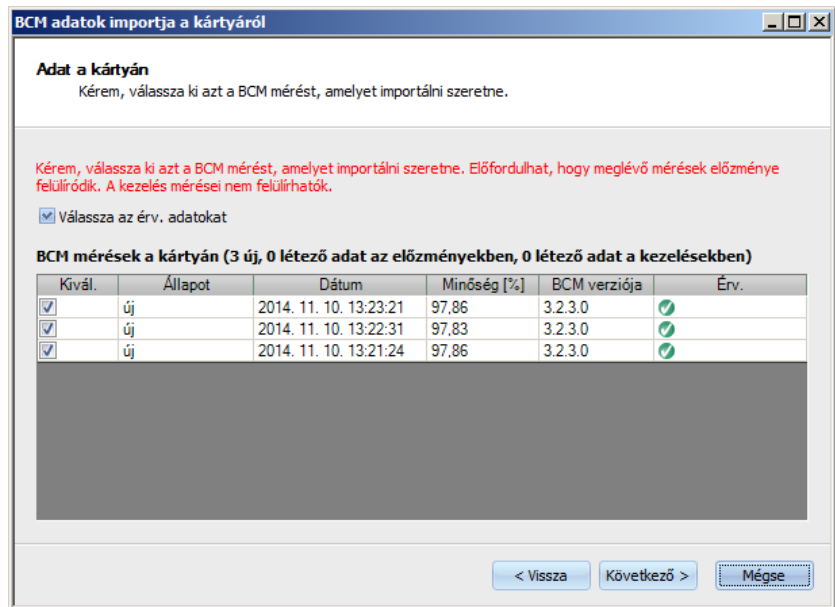 BCM adatok importja a kártyáról
Adat a kártyán
Kérem, válassza ki azt a BCM mérést, amelyet importálni szeretne.
Kérem, válassza ki azt a BCM mérést, amelyet importálni szeretne. Előfordulhat, hogy meglévő mérések előzménye
felülíródik. A kezelés mérései nem felülírhatók.
Válassza az érv. adatokat
BCM mérések a kártyán (3 új, 0 létező adat az előzményekben, 0 létező adat a kezelésekben)
Kivál. Állapot Dátum Minőség [%] BCM verziója Érv.
új 2014. 11. 10. 13:23:21 97,86 3.2.3.0
új 2014. 11. 10. 13:22:31 97,83 3.2.3.0
új 2014. 11. 10. 13:21:24 97,86 3.2.3.0
< Vissza Következő > Mégse